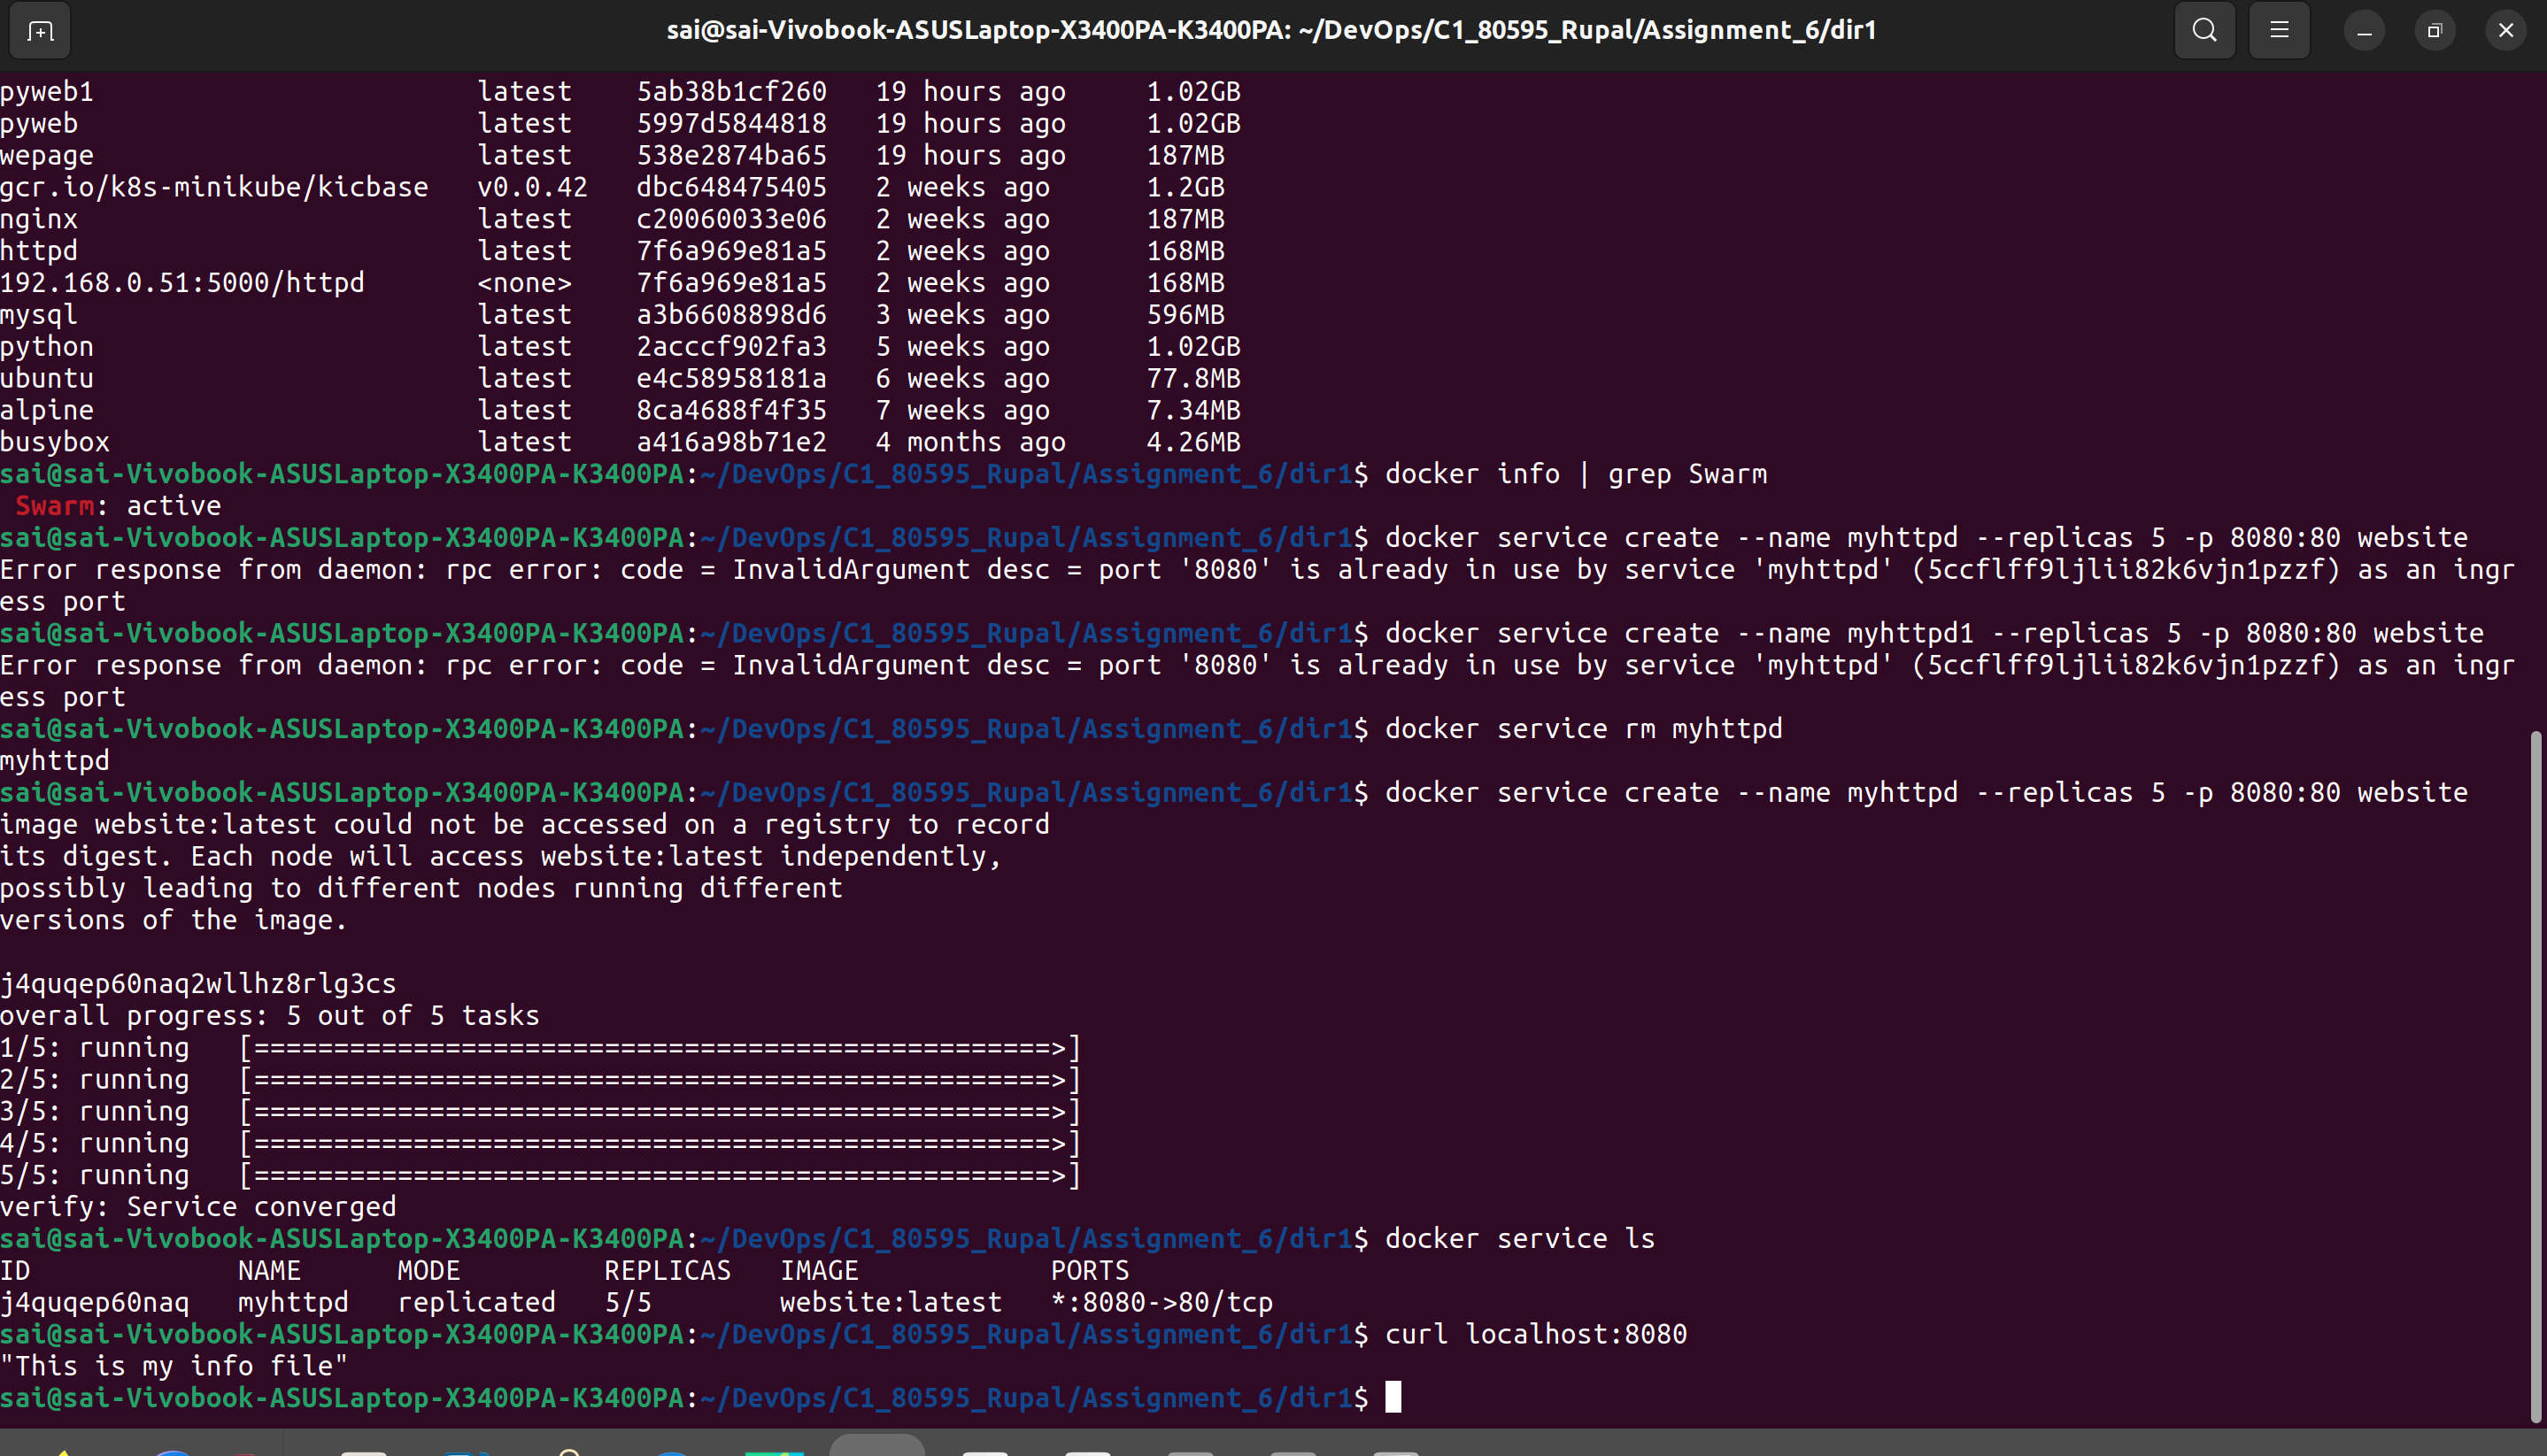 sai@sai-Vivobook-ASUSLaptop-X3400PA-K3400PA: ~/DevOps/C1_80595_Rupal/Assignment_6/dir1
pyweb1                        latest    5ab38b1cf260   19 hours ago     1.02GB
pyweb                         latest    5997d5844818   19 hours ago     1.02GB
wepage                        latest    538e2874ba65   19 hours ago     187MB
gcr.io/k8s-minikube/kicbase   v0.0.42   dbc648475405   2 weeks ago      1.2GB
nginx                         latest    c20060033e06   2 weeks ago      187MB
httpd                         latest    7f6a969e81a5   2 weeks ago      168MB
192.168.0.51:5000/httpd       <none>    7f6a969e81a5   2 weeks ago      168MB
mysql                         latest    a3b6608898d6   3 weeks ago      596MB
python                        latest    2acccf902fa3   5 weeks ago      1.02GB
ubuntu                        latest    e4c58958181a   6 weeks ago      77.8MB
alpine                        latest    8ca4688f4f35   7 weeks ago      7.34MB
busybox                       latest    a416a98b71e2   4 months ago     4.26MB
sai@sai-Vivobook-ASUSLaptop-X3400PA-K3400PA:~/DevOps/C1_80595_Rupal/Assignment_6/dir1$ docker info | grep Swarm
 Swarm: active
sai@sai-Vivobook-ASUSLaptop-X3400PA-K3400PA:~/DevOps/C1_80595_Rupal/Assignment_6/dir1$ docker service create --name myhttpd --replicas 5 -p 8080:80 website
Error response from daemon: rpc error: code = InvalidArgument desc = port '8080' is already in use by service 'myhttpd' (5ccflff9ljlii82k6vjn1pzzf) as an ingr
ess port
sai@sai-Vivobook-ASUSLaptop-X3400PA-K3400PA:~/DevOps/C1_80595_Rupal/Assignment_6/dir1$ docker service create --name myhttpd1 --replicas 5 -p 8080:80 website
Error response from daemon: rpc error: code = InvalidArgument desc = port '8080' is already in use by service 'myhttpd' (5ccflff9ljlii82k6vjn1pzzf) as an ingr
ess port
sai@sai-Vivobook-ASUSLaptop-X3400PA-K3400PA:~/DevOps/C1_80595_Rupal/Assignment_6/dir1$ docker service rm myhttpd
myhttpd
sai@sai-Vivobook-ASUSLaptop-X3400PA-K3400PA:~/DevOps/C1_80595_Rupal/Assignment_6/dir1$ docker service create --name myhttpd --replicas 5 -p 8080:80 website
image website:latest could not be accessed on a registry to record
its digest. Each node will access website:latest independently,
possibly leading to different nodes running different
versions of the image.
j4quqep60naq2wllhz8rlg3cs
overall progress: 5 out of 5 tasks
1/5: running   [==================================================>]
2/5: running   [==================================================>]
3/5: running   [==================================================>]
4/5: running   [==================================================>]
5/5: running   [==================================================>]
verify: Service converged
sai@sai-Vivobook-ASUSLaptop-X3400PA-K3400PA:~/DevOps/C1_80595_Rupal/Assignment_6/dir1$ docker service ls
ID             NAME      MODE         REPLICAS   IMAGE            PORTS
j4quqep60naq   myhttpd   replicated   5/5        website:latest   *:8080->80/tcp
sai@sai-Vivobook-ASUSLaptop-X3400PA-K3400PA:~/DevOps/C1_80595_Rupal/Assignment_6/dir1$ curl localhost:8080
"This is my info file"
sai@sai-Vivobook-ASUSLaptop-X3400PA-K3400PA:~/DevOps/C1_80595_Rupal/Assignment_6/dir1$